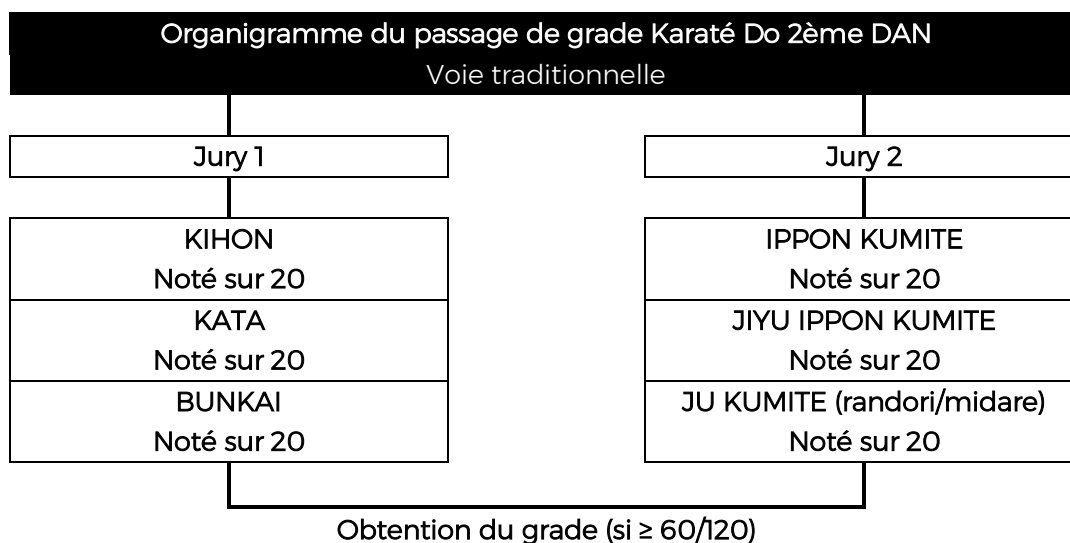 Organigramme du passage de grade Karaté Do 2ème DAN
Voie traditionnelle
Jury 1
KIHON
Noté sur 20
KATA
Noté sur 20
BUNKAI
Noté sur 20
Jury 2
IPPON KUMITE
Noté sur 20
JIYU IPPON KUMITE
Noté sur 20
JU KUMITE (randori/midare)
Noté sur 20
Obtention du grade (si ≥ 60/120)